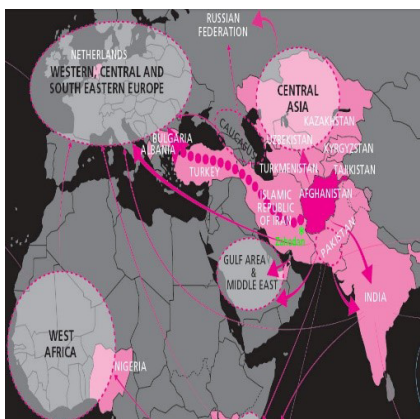 RUSSIAN
FEDERATION
NETHERLANDS
WESTERN, CENTRAL AND
SOUTH EASTERN EUROPE
CENTRAL
ASIA
KAZAKHSTAN
CAUCASUS
UZBEKISTAN
KYRGYZSTAN
BULGARIA
ALBANIA
TURKEY
TURKMENISTAN
TAJIKISTAN
ISLAMIC
REPUBLIC
OF IRAN
AFGHANISTAN
Zahedan
PAKISTAN
GULF AREA
&
MIDDLE EAST
INDIA
WEST
AFRICA
NIGERIA